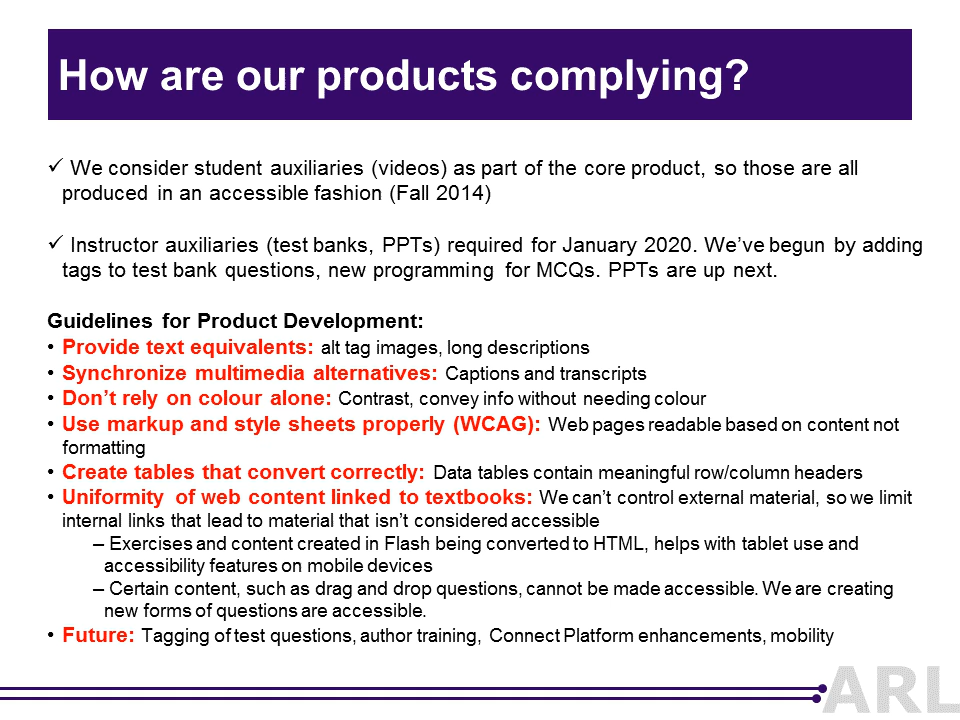 How are our products complying?
✓ We consider student auxiliaries (videos) as part of the core product, so those are all
produced in an accessible fashion (Fall 2014)
✓ Instructor auxiliaries (test banks, PPTs) required for January 2020. We’ve begun by adding
tags to test bank questions, new programming for MCQs. PPTs are up next.
Guidelines for Product Development:
• Provide text equivalents: alt tag images, long descriptions
• Synchronize multimedia alternatives: Captions and transcripts
• Don’t rely on colour alone: Contrast, convey info without needing colour
• Use markup and style sheets properly (WCAG): Web pages readable based on content not
formatting
• Create tables that convert correctly: Data tables contain meaningful row/column headers
• Uniformity of web content linked to textbooks: We can’t control external material, so we limit
internal links that lead to material that isn’t considered accessible
– Exercises and content created in Flash being converted to HTML, helps with tablet use and
accessibility features on mobile devices
– Certain content, such as drag and drop questions, cannot be made accessible. We are creating
new forms of questions are accessible.
• Future: Tagging of test questions, author training, Connect Platform enhancements, mobility
ARL